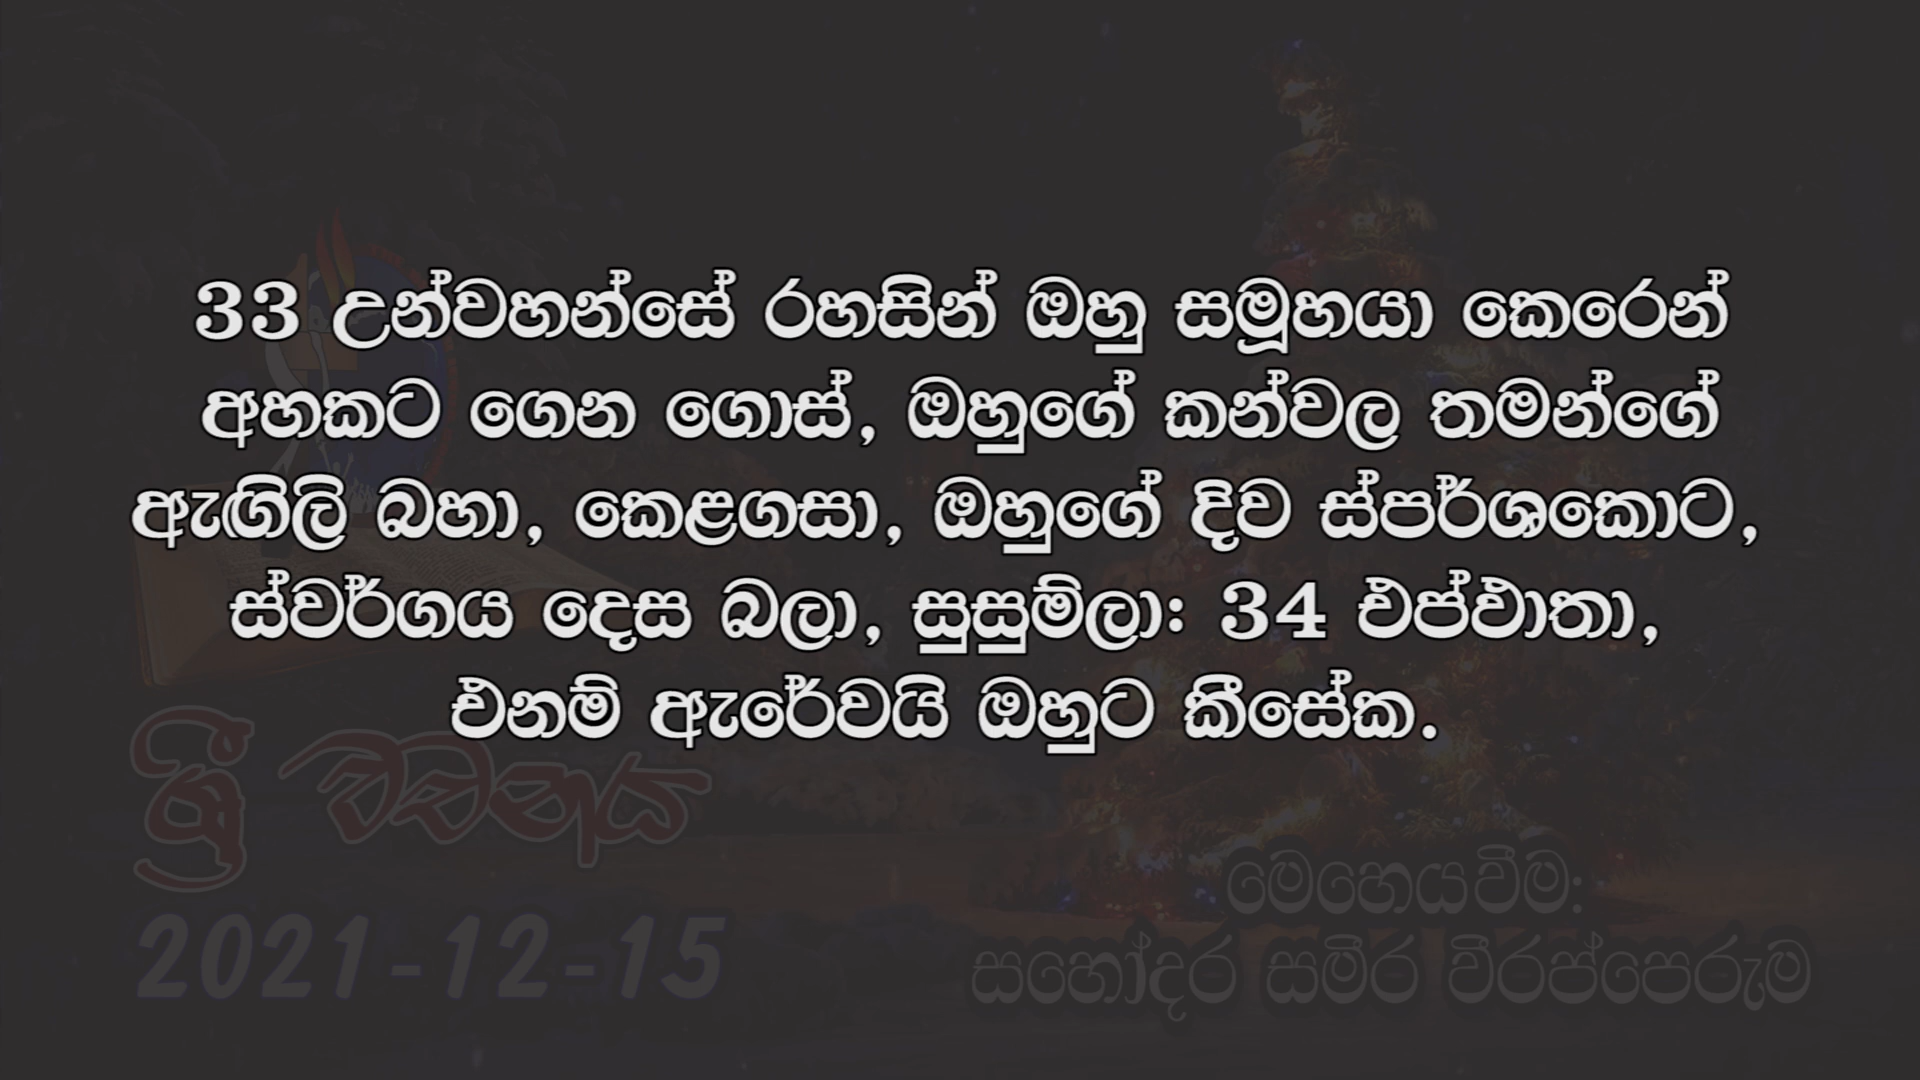 33 උන්වහන්සේ රහසින් ඔහු සමූහයා කෙරෙන්
අහකට ගෙන ගොස්, ඔහුගේ කන්වල තමන්ගේ
ඇඟිලි බහා, කෙළගසා, ඔහුගේ දිව ස්පර්ශකොට,
ස්වර්ගය දෙස බලා, සුසුම්ලා: 34 එප්ඵාතා,
එනම් ඇරේවයි ඔහුට කීසේක.
ශ්‍රී වචනය
2021-12-15
මෙහෙයවීම:
සහෝදර සමීර වීරප්පෙරුම